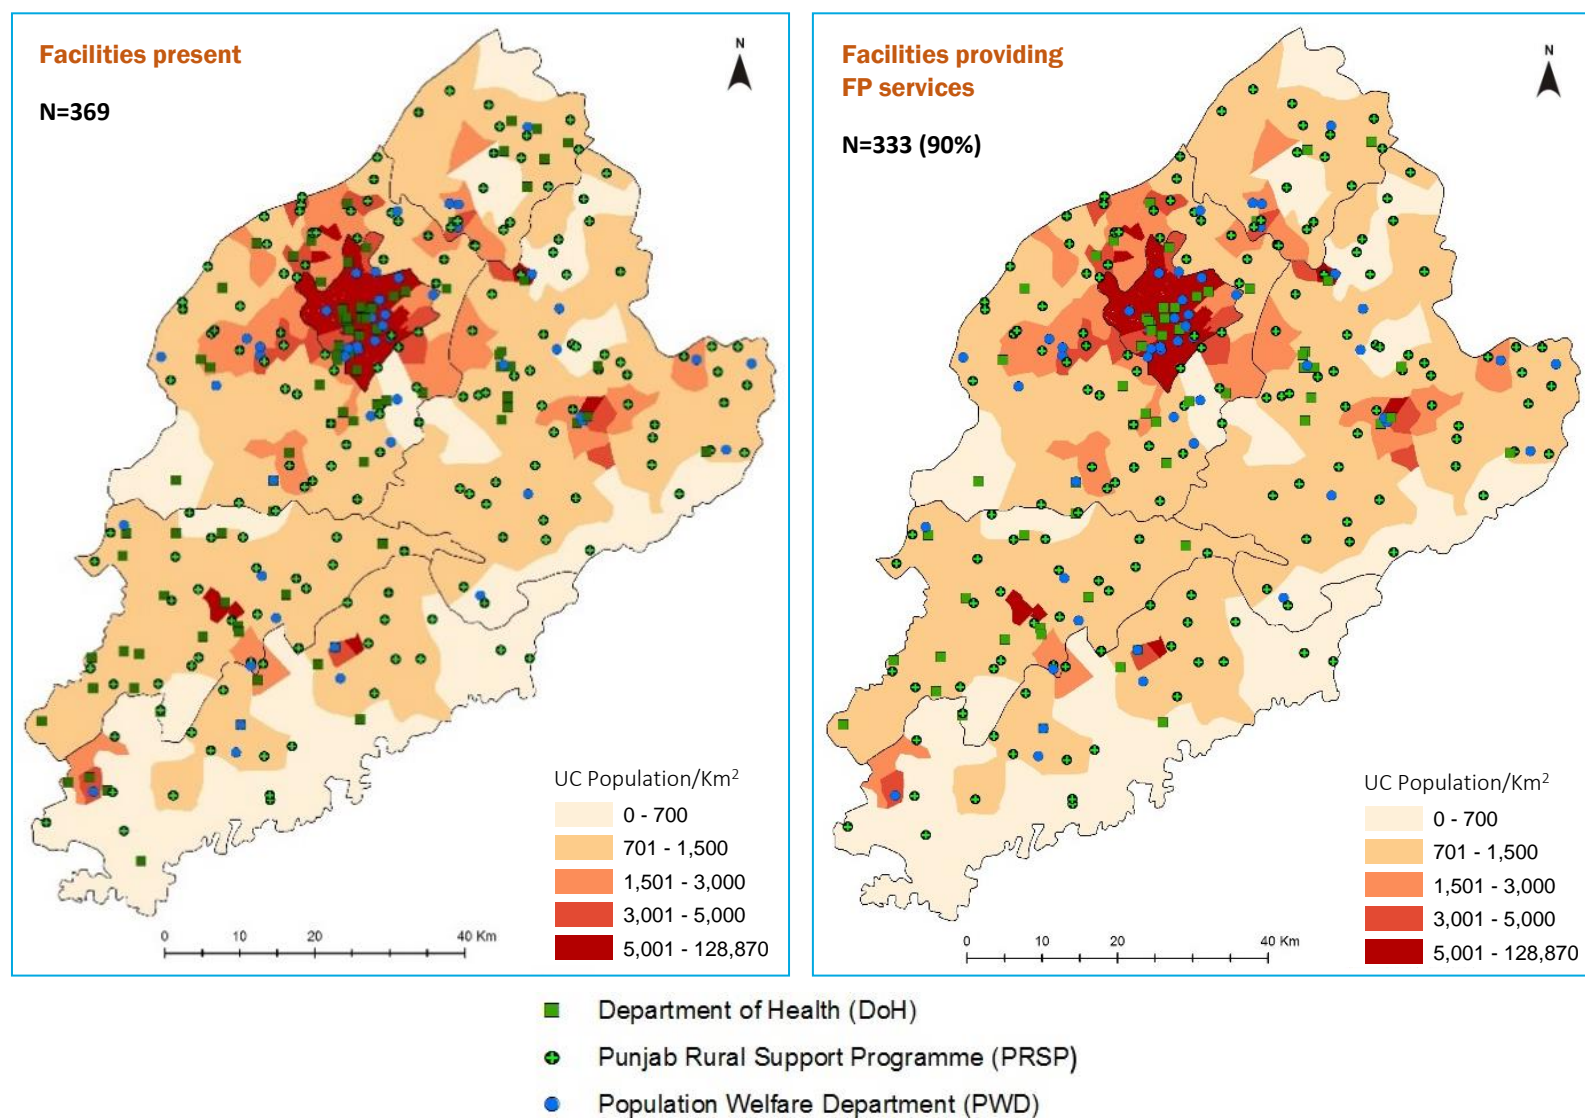 Facilities present
N=369
N
UC Population/Km²
0 - 700
701 - 1,500
1,501 - 3,000
3,001 - 5,000
5,001 - 128,870
0 10 20 40 Km
Facilities providing
FP services
N=333 (90%)
N
UC Population/Km²
0 - 700
701 - 1,500
1,501 - 3,000
3,001 - 5,000
5,001 - 128,870
0 10 20 40 Km
Department of Health (DoH)
Punjab Rural Support Programme (PRSP)
Population Welfare Department (PWD)